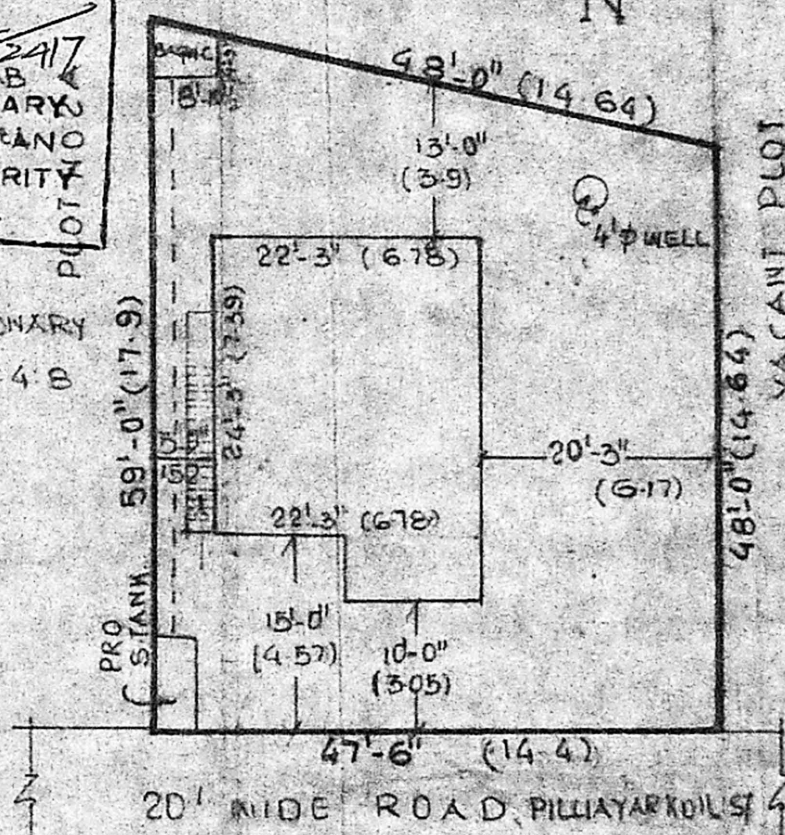 N
2417
ARY
RITY
PLOT
48'-0" (14.64)
13'-0"
(3.9)
4'φ WELL
VACANT PLOT
22'-3" (6.78)
24'-3" (7.39)
59'-0" (17.9)
NARY
4 B
20'-3"
(6.17)
48'-0" (14.64)
22'-3" (6.78)
15'-0'
(4.57)
10-0"
(3.05)
PRO
S.TANK
47'-6" (14.4)
20' WIDE ROAD, PILLIAYARKOIL ST